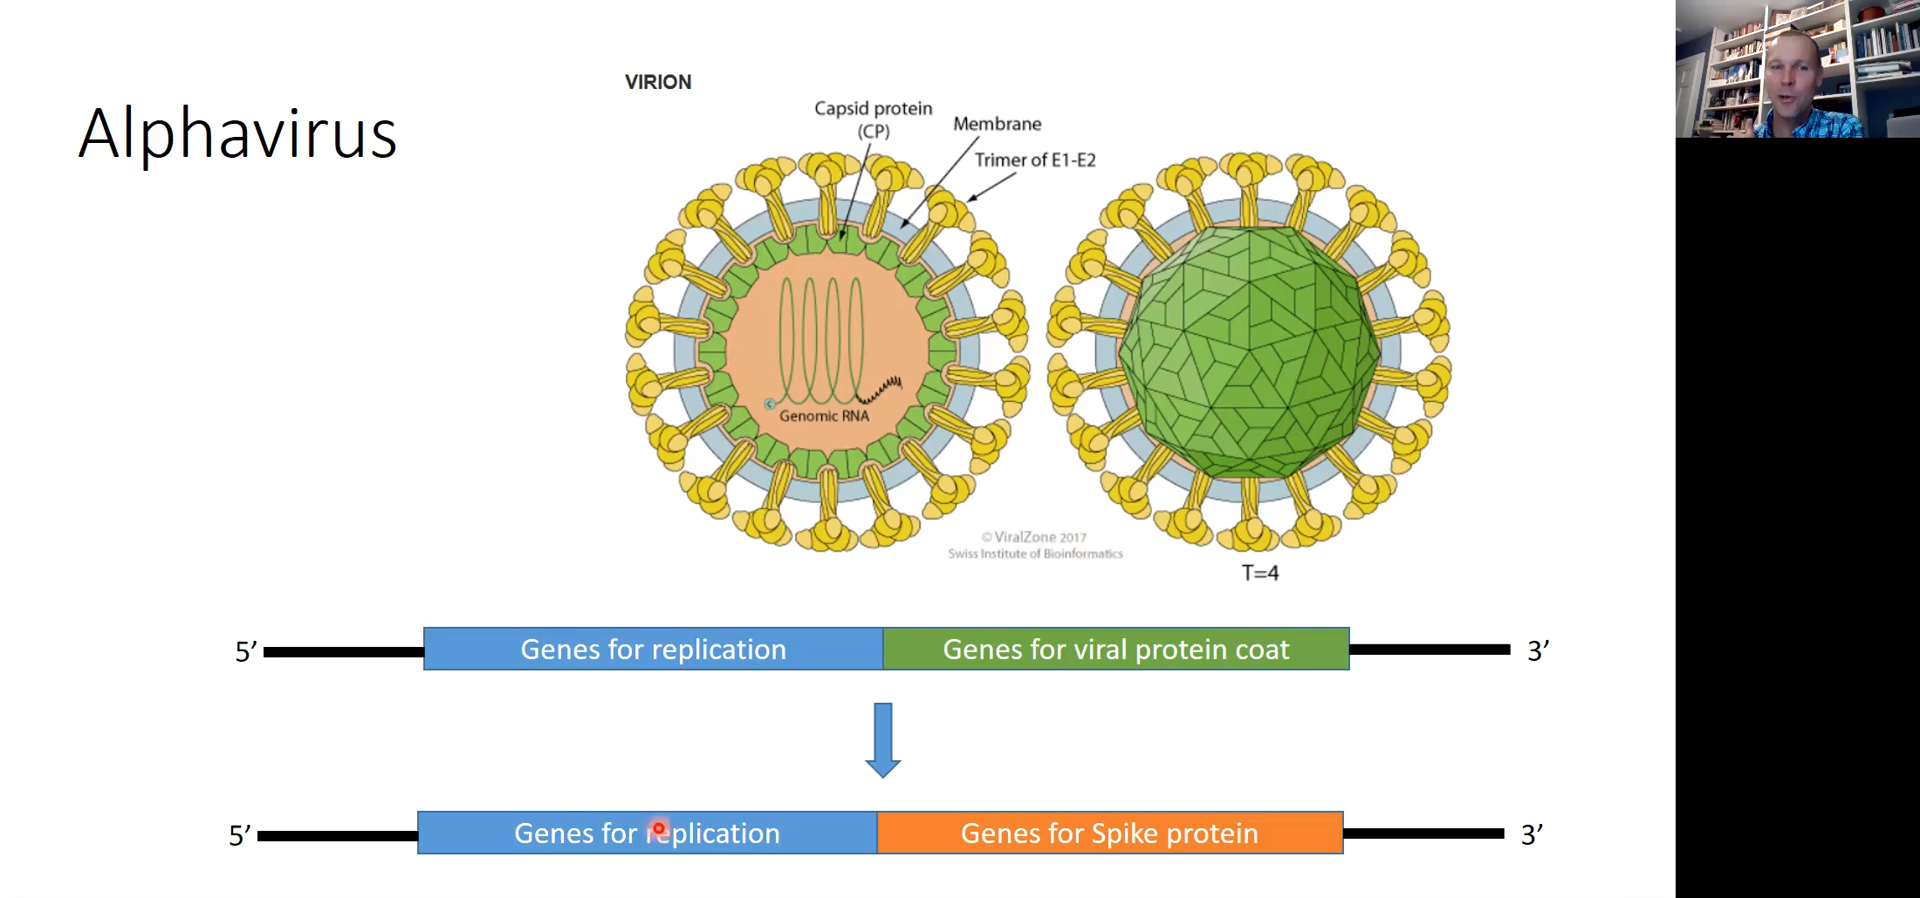 Alphavirus
VIRION
Capsid protein
(CP)
Membrane
Trimer of E1-E2
c
Genomic RNA
© ViralZone 2017
Swiss Institute of Bioinformatics
T=4
5’ Genes for replication Genes for viral protein coat 3’
5’ Genes for replication Genes for Spike protein 3’